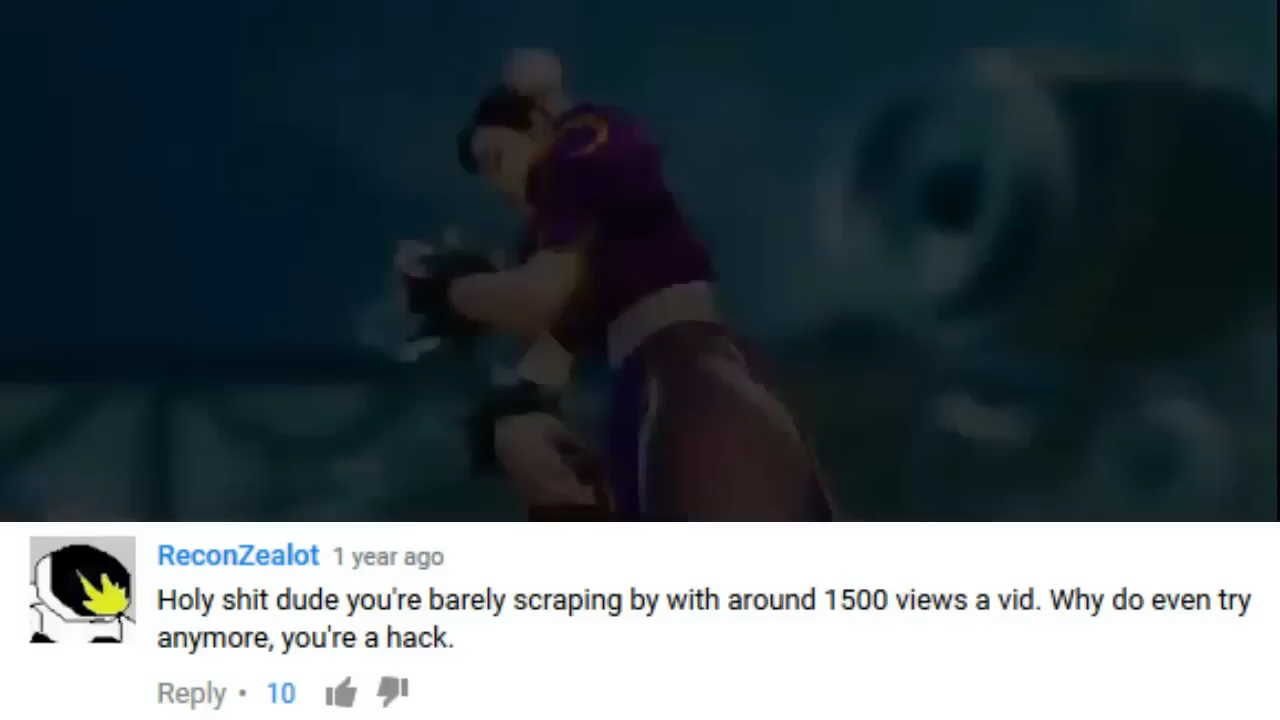 ReconZealot 1 year ago
Holy shit dude you're barely scraping by with around 1500 views a vid. Why do even try
anymore, you're a hack.
Reply • 10